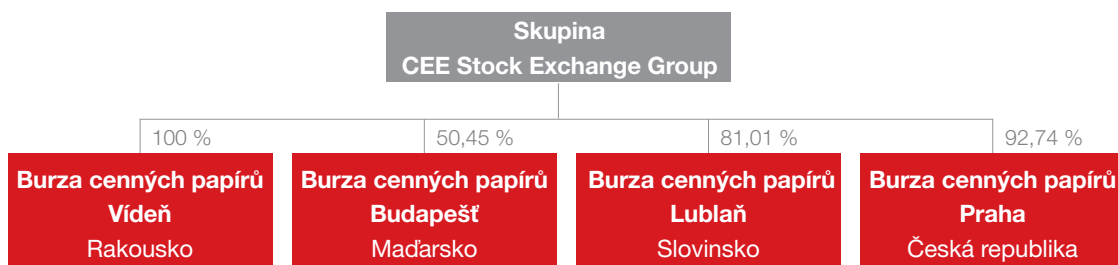 Skupina
CEE Stock Exchange Group
100 %
50,45 %
81,01 %
92,74 %
Burza cenných papírů
Vídeň
Rakousko
Burza cenných papírů
Budapešť
Maďarsko
Burza cenných papírů
Lublaň
Slovinsko
Burza cenných papírů
Praha
Česká republika